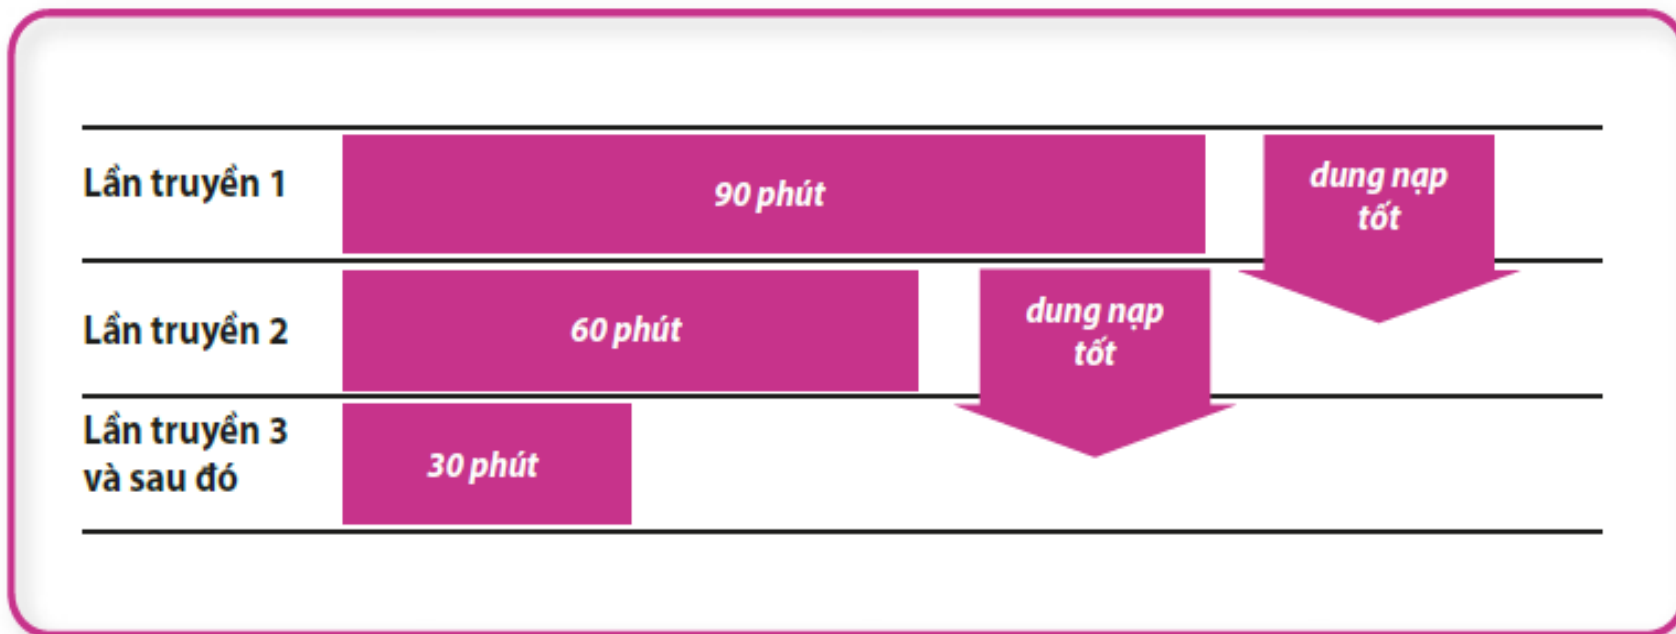 Lần truyền 1
90 phút
dung nạp
tốt
Lần truyền 2
60 phút
dung nạp
tốt
Lần truyền 3
và sau đó
30 phút